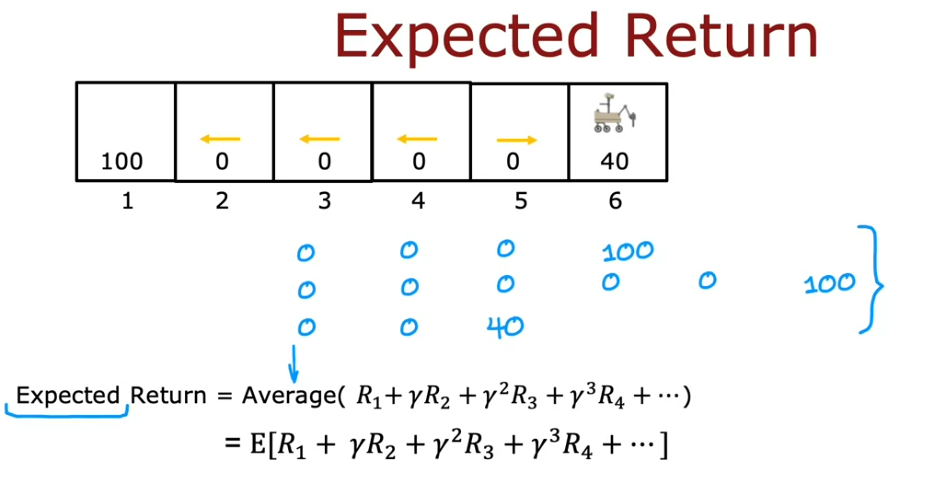 Expected Return
100 0 0 0 0 40
1 2 3 4 5 6
0 0 0 100
0 0 0 0 0 100
0 0 40
Expected Return = Average( R₁+ γR₂ + γ²R₃ + γ³R₄ + ⋯)
= E[R₁ + γR₂ + γ²R₃ + γ³R₄ + ⋯]